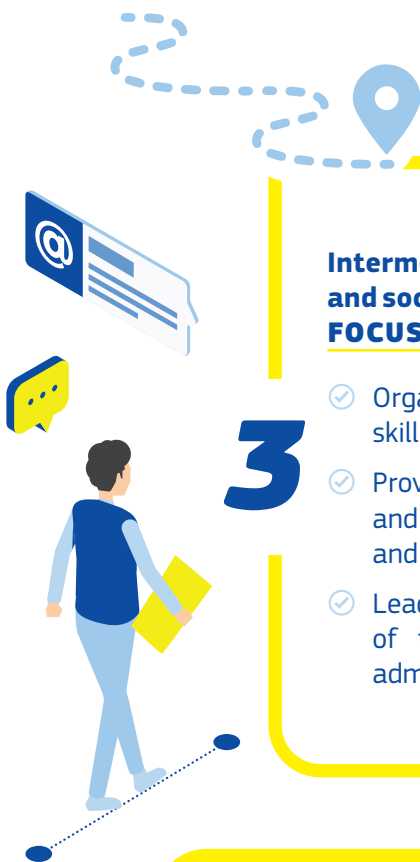 @
3
Interm
and soc
FOCUS
Orga
skill
Prov
and
and
Lea
of
adm